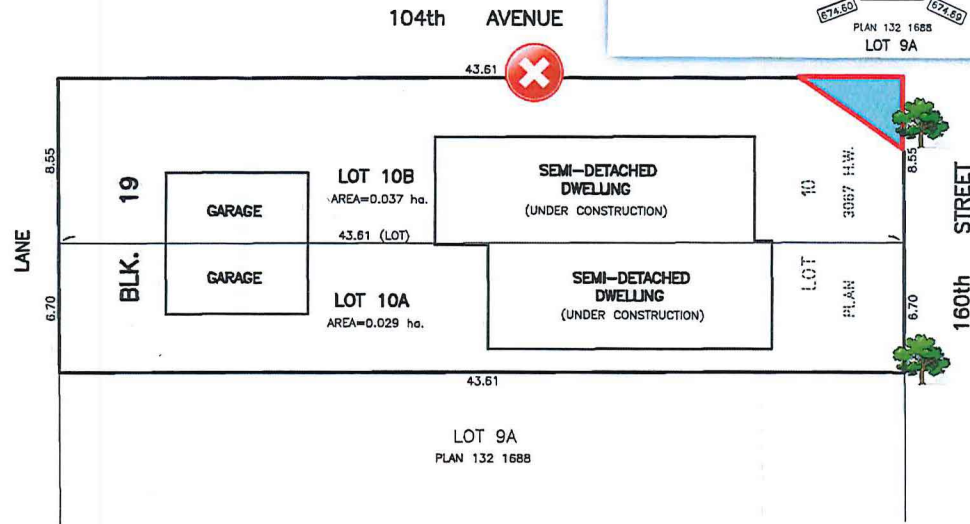 104th AVENUE
674.60
674.69
PLAN 132 1688
LOT 9A
43.61
8.55
19
LOT 10B
AREA=0.037 ha.
43.61 (LOT)
GARAGE
SEMI-DETACHED
DWELLING
(UNDER CONSTRUCTION)
10
3067 H.W.
8.55
STREET
LANE
BLK.
GARAGE
LOT 10A
AREA=0.029 ha.
SEMI-DETACHED
DWELLING
(UNDER CONSTRUCTION)
LOT
PLAN
6.70
6.70
160th
43.61
LOT 9A
PLAN 132 1688